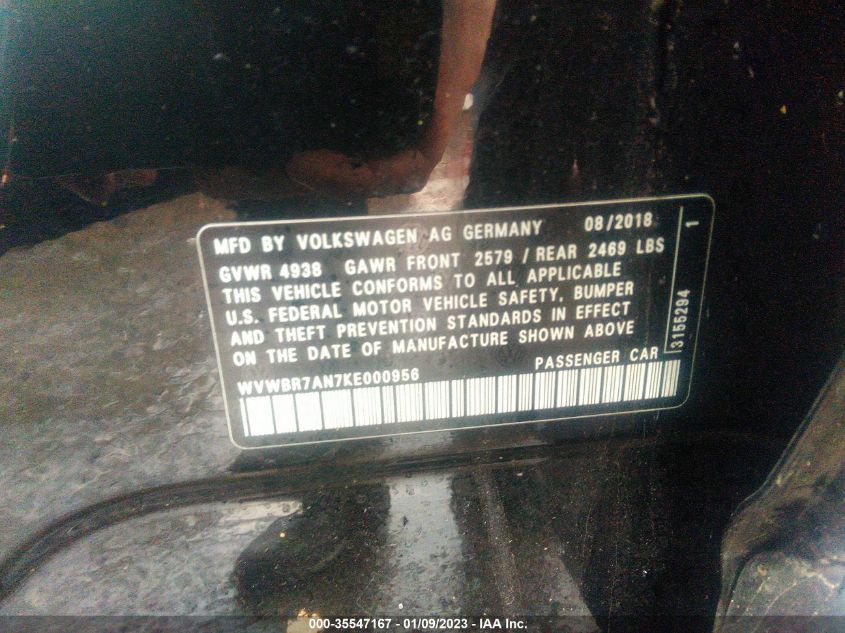 MFD BY VOLKSWAGEN AG GERMANY 08/2018
GVWR 4938 GAWR FRONT 2579 / REAR 2469 LBS
THIS VEHICLE CONFORMS TO ALL APPLICABLE
U.S. FEDERAL MOTOR VEHICLE SAFETY, BUMPER
AND THEFT PREVENTION STANDARDS IN EFFECT
ON THE DATE OF MANUFACTURE SHOWN ABOVE
WVWBR7AN7KE000956 PASSENGER CAR
3155294 1
000-35547167 - 01/09/2023 - IAA Inc.